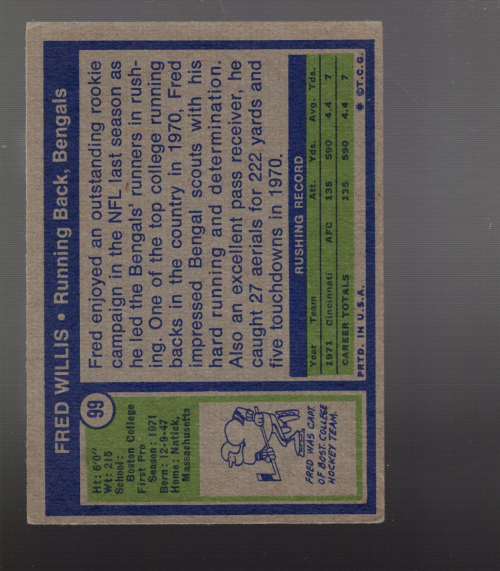 FRED WILLIS • Running Back, Bengals
99
Ht: 6'0"
Wt: 215
School:
Boston College
First Pro
Season: 1971
Born: 12-9-47
Home: Natick,
Massachusetts
FRED WAS CAPT.
OF BOST. COLLEGE
HOCKEY TEAM.
Fred enjoyed an outstanding rookie
campaign in the NFL last season as
he led the Bengals' runners in rush-
ing. One of the top college running
backs in the country in 1970, Fred
impressed Bengal scouts with his
hard running and determination.
Also an excellent pass receiver, he
caught 27 aerials for 222 yards and
five touchdowns in 1970.
RUSHING RECORD
Year Team Att. Yds. Avg. Tds.
1971 Cincinnati AFC 135 590 4.4 7
CAREER TOTALS 135 590 4.4 7
PRTD. IN U.S.A. * ©T.C.G.